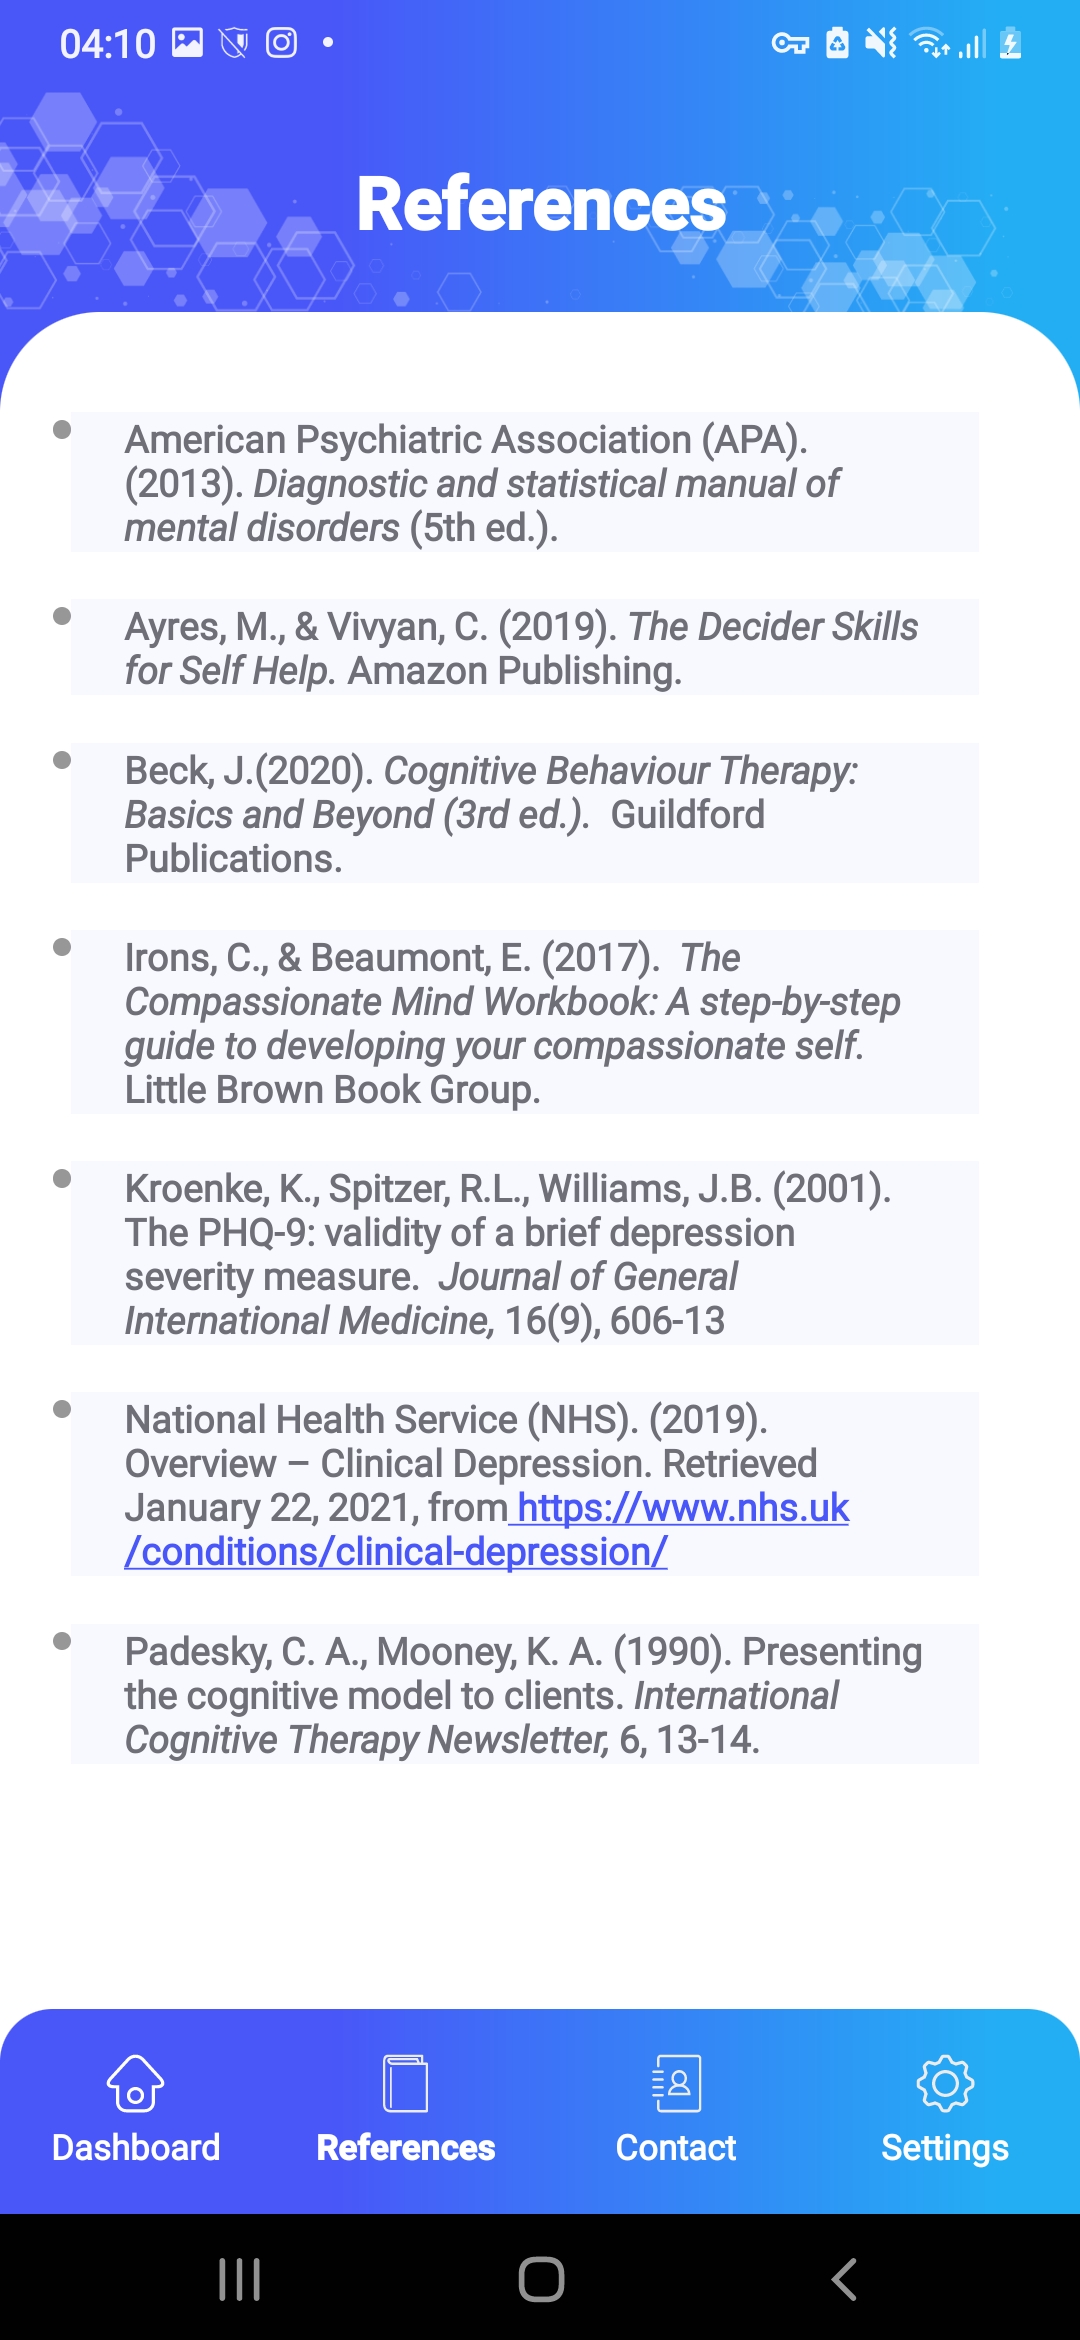 04:10
References
American Psychiatric Association (APA).
(2013). Diagnostic and statistical manual of
mental disorders (5th ed.).
Ayres, M., & Vivyan, C. (2019). The Decider Skills
for Self Help. Amazon Publishing.
Beck, J.(2020). Cognitive Behaviour Therapy:
Basics and Beyond (3rd ed.). Guildford
Publications.
Irons, C., & Beaumont, E. (2017). The
Compassionate Mind Workbook: A step-by-step
guide to developing your compassionate self.
Little Brown Book Group.
Kroenke, K., Spitzer, R.L., Williams, J.B. (2001).
The PHQ-9: validity of a brief depression
severity measure. Journal of General
International Medicine, 16(9), 606-13
National Health Service (NHS). (2019).
Overview – Clinical Depression. Retrieved
January 22, 2021, from https://www.nhs.uk
/conditions/clinical-depression/
Padesky, C. A., Mooney, K. A. (1990). Presenting
the cognitive model to clients. International
Cognitive Therapy Newsletter, 6, 13-14.
Dashboard References Contact Settings